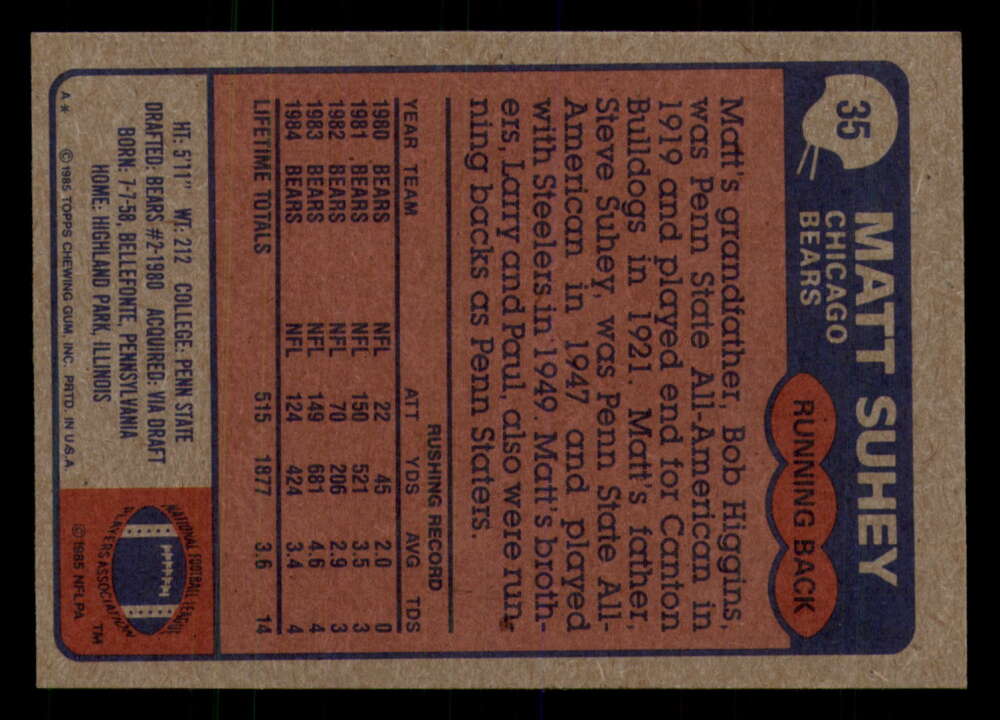 35
MATT SUHEY
CHICAGO
BEARS
RUNNING BACK
Matt's grandfather, Bob Higgins,
was Penn State All-American in
1919 and played end for Canton
Bulldogs in 1921. Matt's father,
Steve Suhey, was Penn State All-
American in 1947 and played
with Steelers in 1949. Matt's broth-
ers, Larry and Paul, also were run-
ning backs as Penn Staters.
RUSHING RECORD
YEAR TEAM ATT YDS AVG TDS
1980 BEARS NFL 22 45 2.0 0
1981 BEARS NFL 150 521 3.5 3
1982 BEARS NFL 70 206 2.9 3
1983 BEARS NFL 149 681 4.6 4
1984 BEARS NFL 124 424 3.4 4
LIFETIME TOTALS 515 1877 3.6 14
HT: 5'11" WT: 212 COLLEGE: PENN STATE
DRAFTED: BEARS #2-1980 ACQUIRED: VIA DRAFT
BORN: 7-7-58, BELLEFONTE, PENNSYLVANIA
HOME: HIGHLAND PARK, ILLINOIS
A* © 1985 TOPPS CHEWING GUM, INC. PRTD. IN U.S.A.
NATIONAL FOOTBALL LEAGUE
PLAYERS ASSOCIATION
TM
© 1985 NFLPA